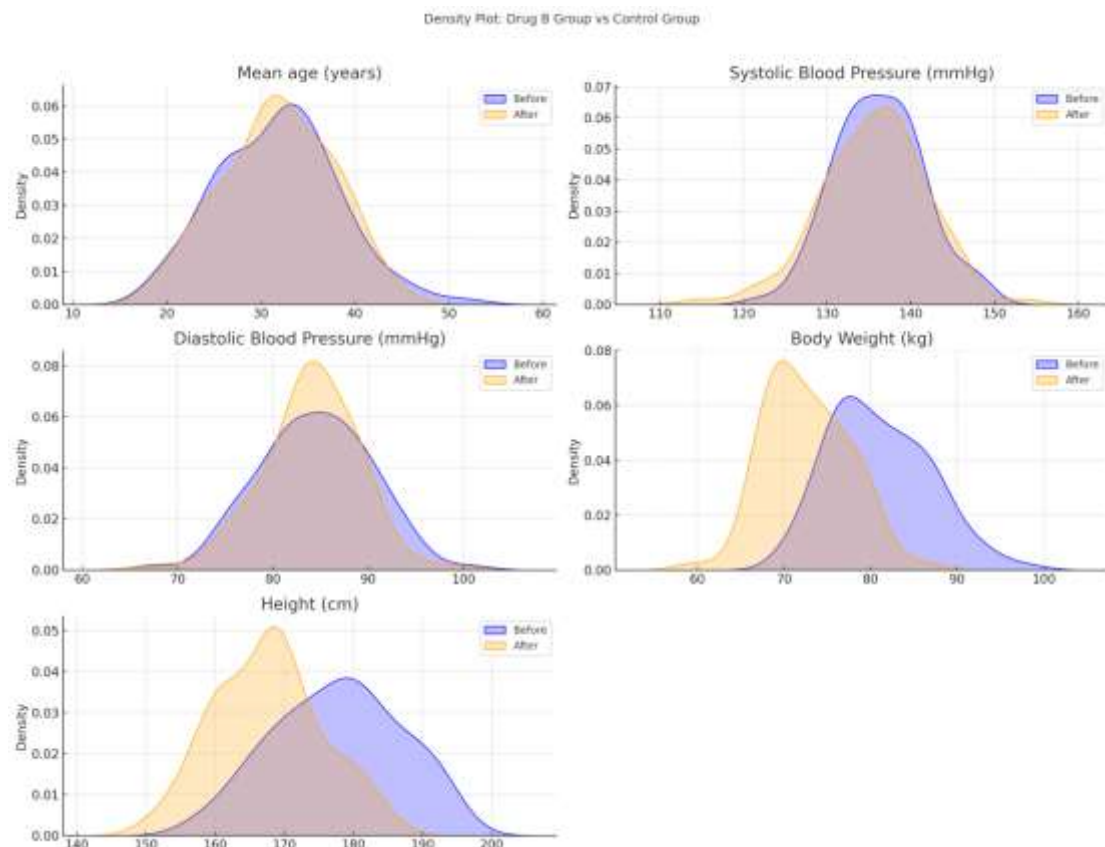 Density Plot: Drug B Group vs Control Group
Mean age (years)
Before
After
Density
0.06
0.05
0.04
0.03
0.02
0.01
0.00
10 20 30 40 50 60
Systolic Blood Pressure (mmHg)
Before
After
Density
0.07
0.06
0.05
0.04
0.03
0.02
0.01
0.00
110 120 130 140 150 160
Diastolic Blood Pressure (mmHg)
Before
After
Density
0.08
0.06
0.04
0.02
0.00
60 70 80 90 100
Body Weight (kg)
Before
After
Density
0.08
0.06
0.04
0.02
0.00
60 70 80 90 100
Height (cm)
Before
After
Density
0.05
0.04
0.03
0.02
0.01
0.00
140 150 160 170 180 190 200